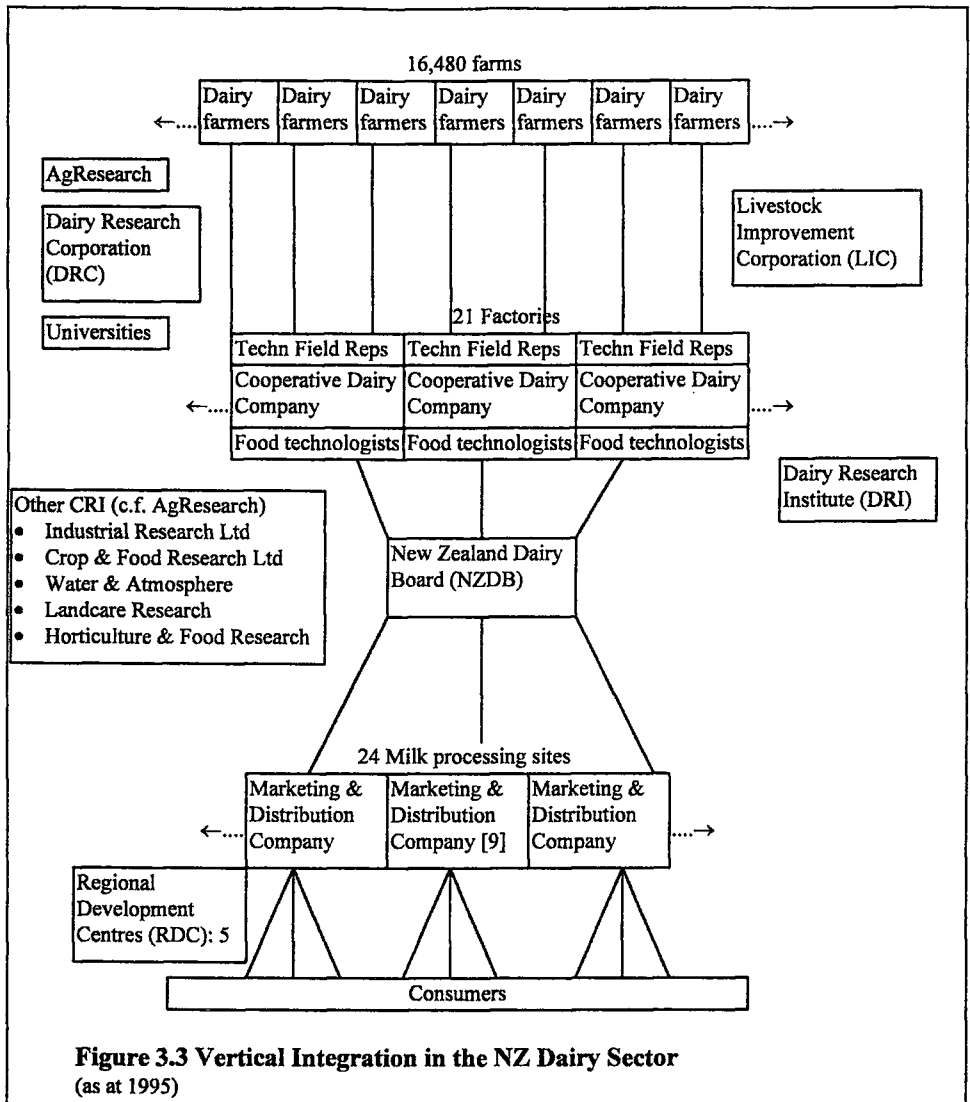 16,480 farms
Dairy farmers
Dairy farmers
Dairy farmers
Dairy farmers
Dairy farmers
Dairy farmers
Dairy farmers
←....
....→
AgResearch
Dairy Research
Corporation
(DRC)
Universities
Livestock
Improvement
Corporation (LIC)
21 Factories
Techn Field Reps
Techn Field Reps
Techn Field Reps
Cooperative Dairy
Company
Cooperative Dairy
Company
Cooperative Dairy
Company
←....
....→
Food technologists
Food technologists
Food technologists
Dairy Research
Institute (DRI)
Other CRI (c.f. AgResearch)
• Industrial Research Ltd
• Crop & Food Research Ltd
• Water & Atmosphere
• Landcare Research
• Horticulture & Food Research
New Zealand Dairy
Board (NZDB)
24 Milk processing sites
Marketing &
Distribution
Company
Marketing &
Distribution
Company [9]
Marketing &
Distribution
Company
←....
....→
Regional
Development
Centres (RDC): 5
Consumers
Figure 3.3 Vertical Integration in the NZ Dairy Sector
(as at 1995)